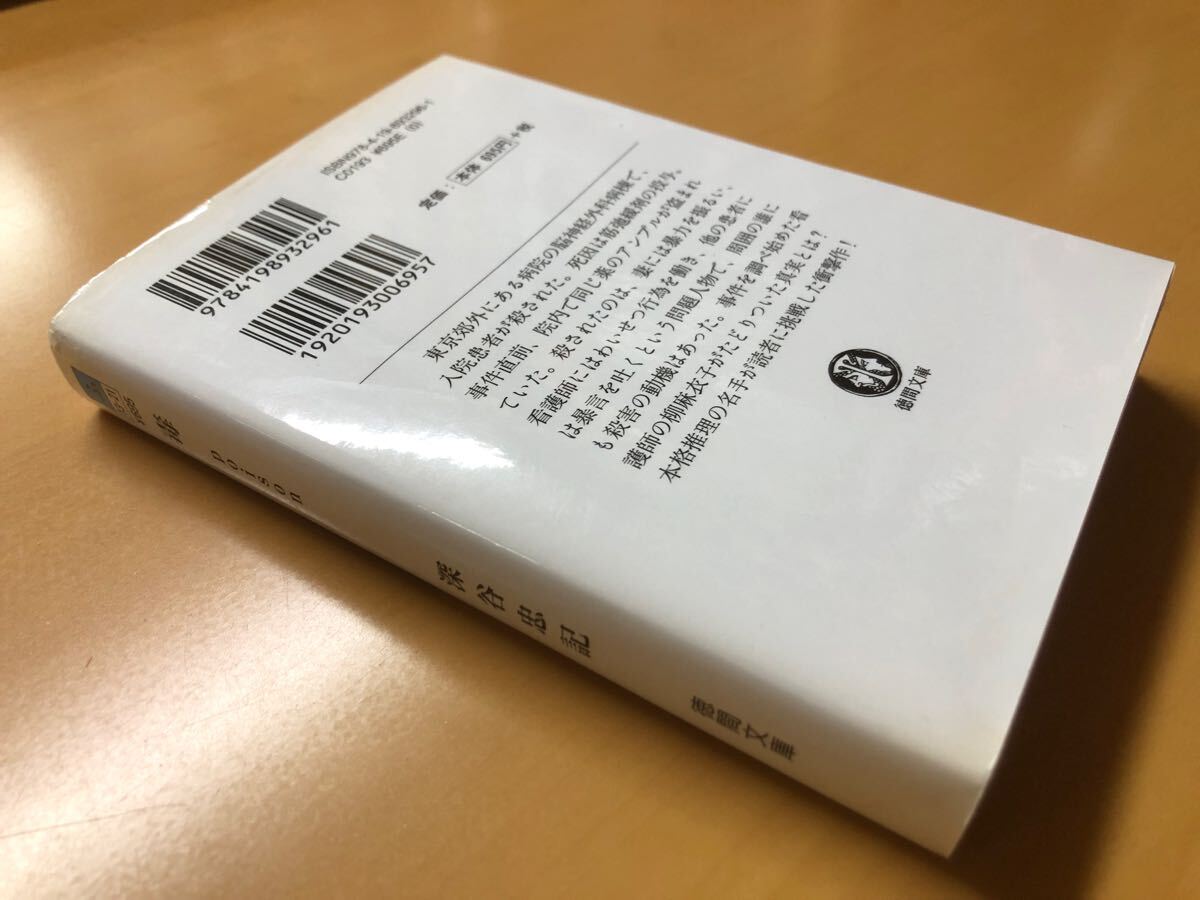 ISBN978-4-19-893296-1
C0193 ¥695E (0)
定価：本体 695円 +税
9784198932961
1920193006957
東京郊外にある病院の脳神経外科病棟で、
入院患者が殺された。死因は筋弛緩剤の投与。
事件直前、院内で同じ薬のアンプルが盗まれ
ていた。殺されたのは、妻には暴力を振るい、
看護師にはわいせつ行為を働き、他の患者に
は暴言を吐くという問題人物で、周囲の誰に
も殺害の動機はあった。事件を調べ始めた看
護師の柳麻衣子がたどりついた真実とは？
本格推理の名手が読者に挑戦した衝撃作！
徳間文庫
毒
poison
深谷忠記
徳間文庫